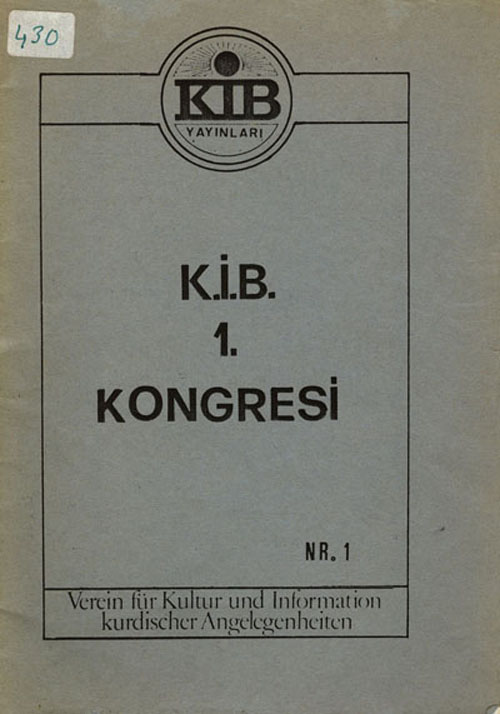 430
KİB
YAYINLARI
K.İ.B.
1.
KONGRESİ
NR. 1
Verein für Kultur und Information
kurdischer Angelegenheiten